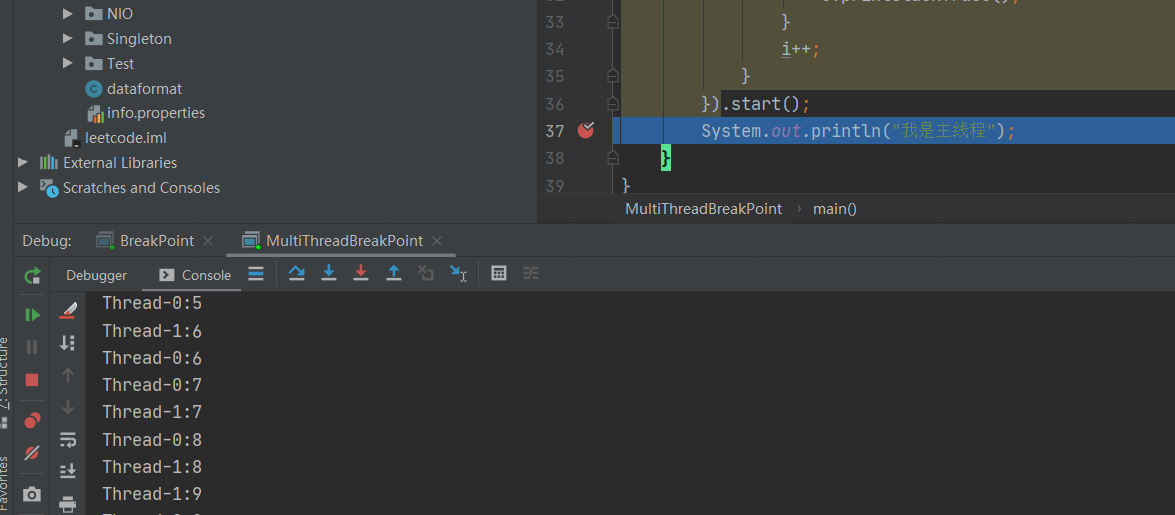 NIO
Singleton
Test
dataformat
info.properties
leetcode.iml
External Libraries
Scratches and Consoles
33 }
34 i++;
35 }
36 }).start();
37 System.out.println("我是主线程");
38 }
39 }
MultiThreadBreakPoint › main()
Debug: BreakPoint MultiThreadBreakPoint
Debugger Console
Thread-0:5
Thread-1:6
Thread-0:6
Thread-0:7
Thread-1:7
Thread-0:8
Thread-1:8
Thread-1:9
Z: Structure
Favorites